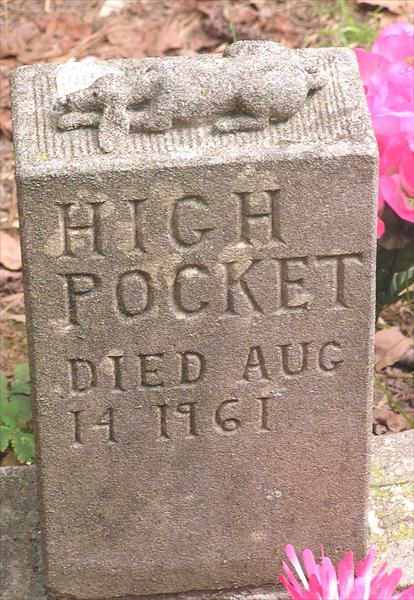 HIGH
POCKET
DIED AUG
14 1961